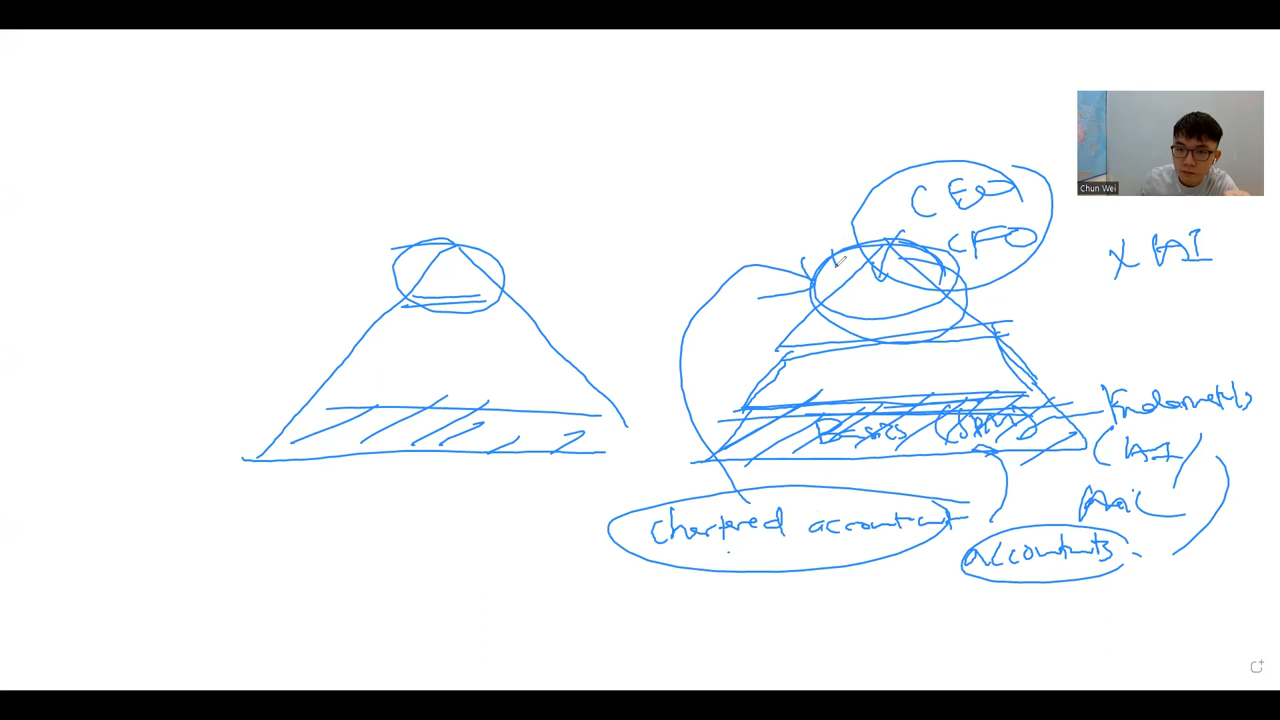 CEO
CFO
X AI
Fundamentals
Basics
(AI/
chartered accountant
accountants
Chun Wei